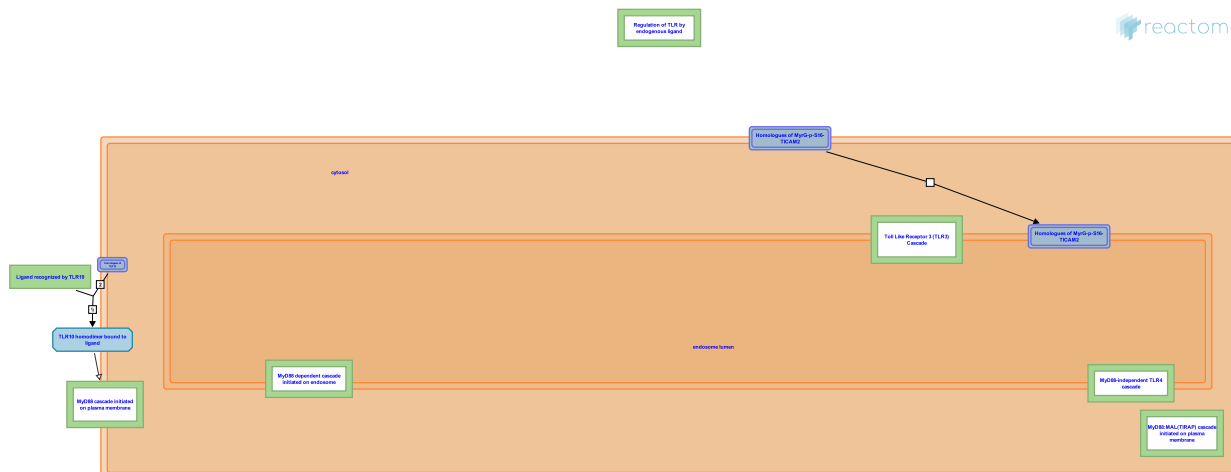 Regulation of TLR by
endogenous ligand
reactom
Homologues of MyrG-p-S16-
TICAM2
cytosol
Toll Like Receptor 3 (TLR3)
Cascade
Homologues of MyrG-p-S16-
TICAM2
Ligand recognized by TLR10
2
TLR10 homodimer bound to
ligand
endosome lumen
MyD88 dependent cascade
initiated on endosome
MyD88-independent TLR4
cascade
MyD88 cascade initiated
on plasma membrane
MyD88:MAL(TIRAP) cascade
initiated on plasma
membrane